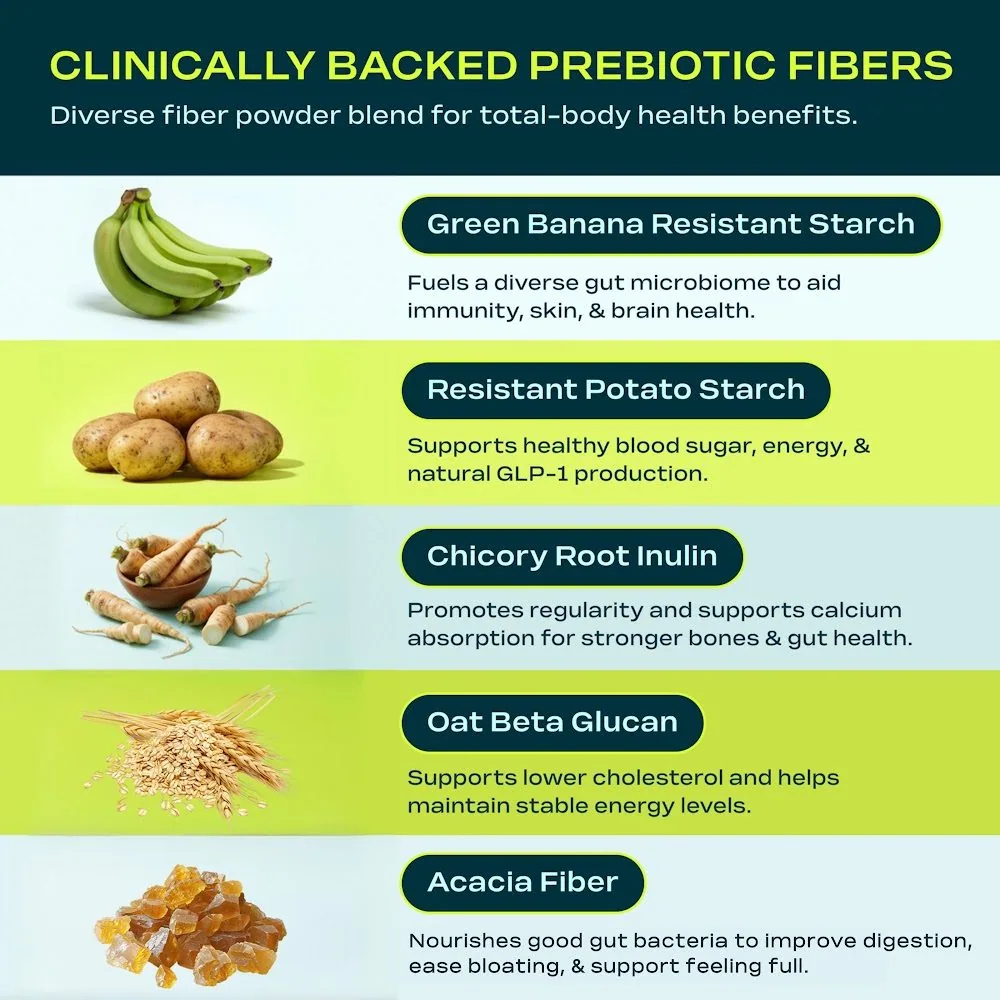 CLINICALLY BACKED PREBIOTIC FIBERS
Diverse fiber powder blend for total-body health benefits.
Green Banana Resistant Starch
Fuels a diverse gut microbiome to aid
immunity, skin, & brain health.
Resistant Potato Starch
Supports healthy blood sugar, energy, &
natural GLP-1 production.
Chicory Root Inulin
Promotes regularity and supports calcium
absorption for stronger bones & gut health.
Oat Beta Glucan
Supports lower cholesterol and helps
maintain stable energy levels.
Acacia Fiber
Nourishes good gut bacteria to improve digestion,
ease bloating, & support feeling full.